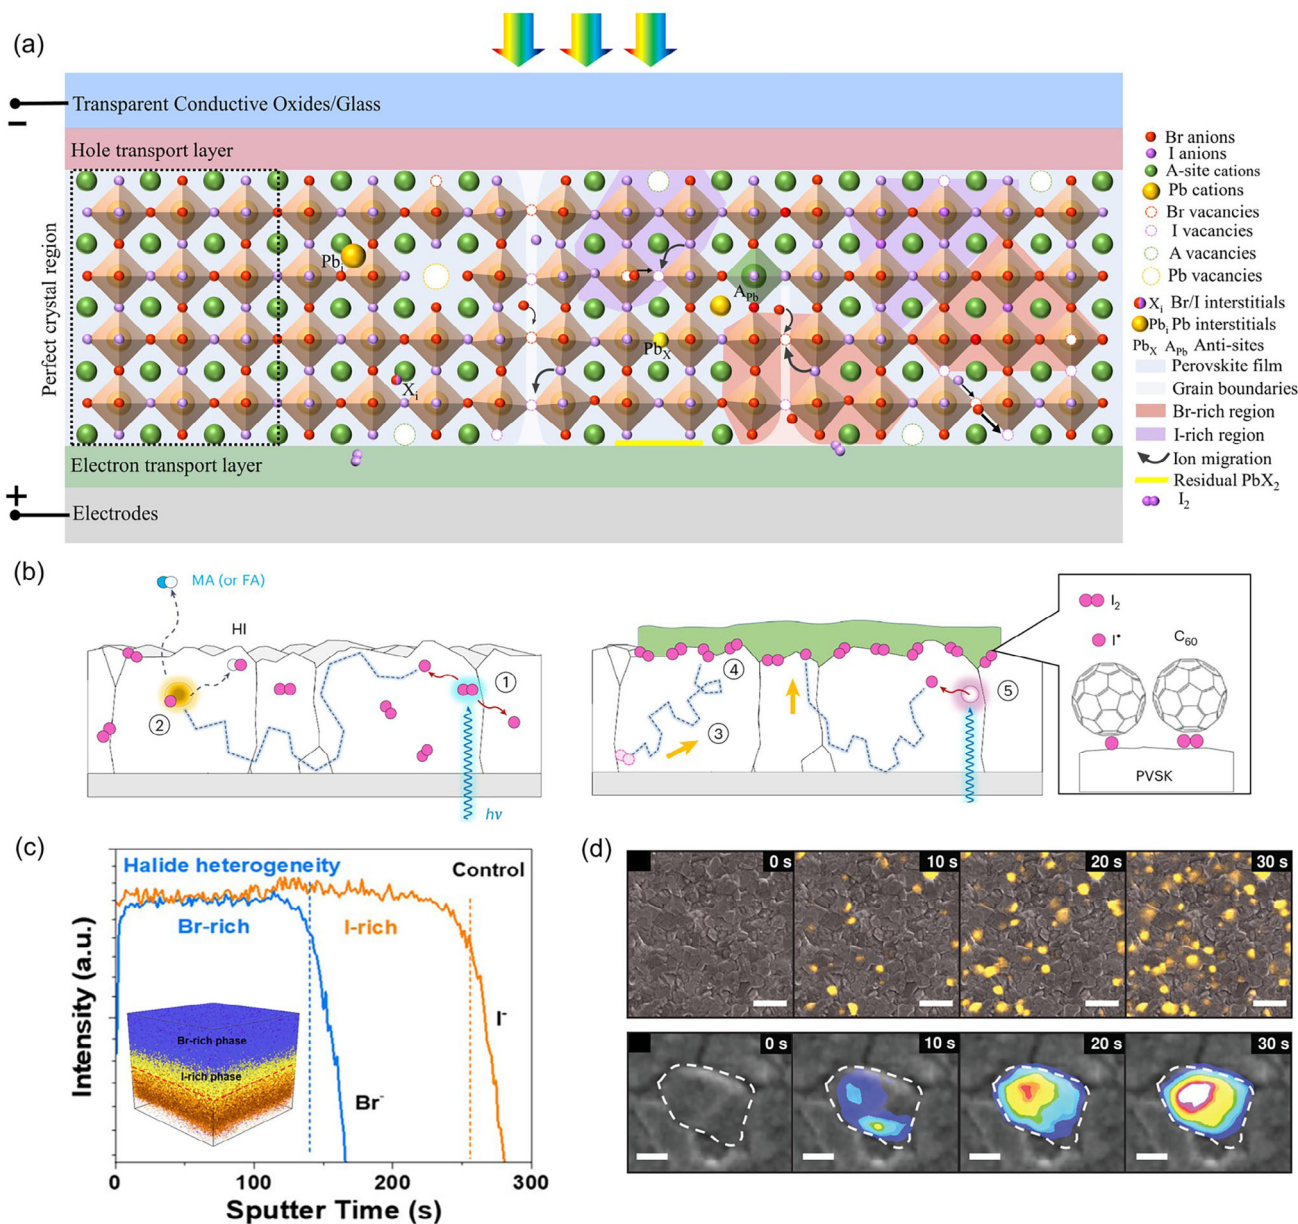 (a)
−
Transparent Conductive Oxides/Glass
Hole transport layer
Perfect crystal region
Pbi
Xi
PbX
APb
Electron transport layer
+
Electrodes
Br anions
I anions
A-site cations
Pb cations
Br vacancies
I vacancies
A vacancies
Pb vacancies
Xi Br/I interstitials
Pbi Pb interstitials
PbX APb Anti-sites
Perovskite film
Grain boundaries
Br-rich region
I-rich region
Ion migration
Residual PbX2
I2
(b)
MA (or FA)
HI
①
②
hν
③
④
⑤
I2
I•
C60
PVSK
(c)
Halide heterogeneity
Control
Br-rich
I-rich
Br-rich phase
I-rich phase
Br-
I-
Intensity (a.u.)
0 100 200 300
Sputter Time (s)
(d)
0 s 10 s 20 s 30 s
0 s 10 s 20 s 30 s